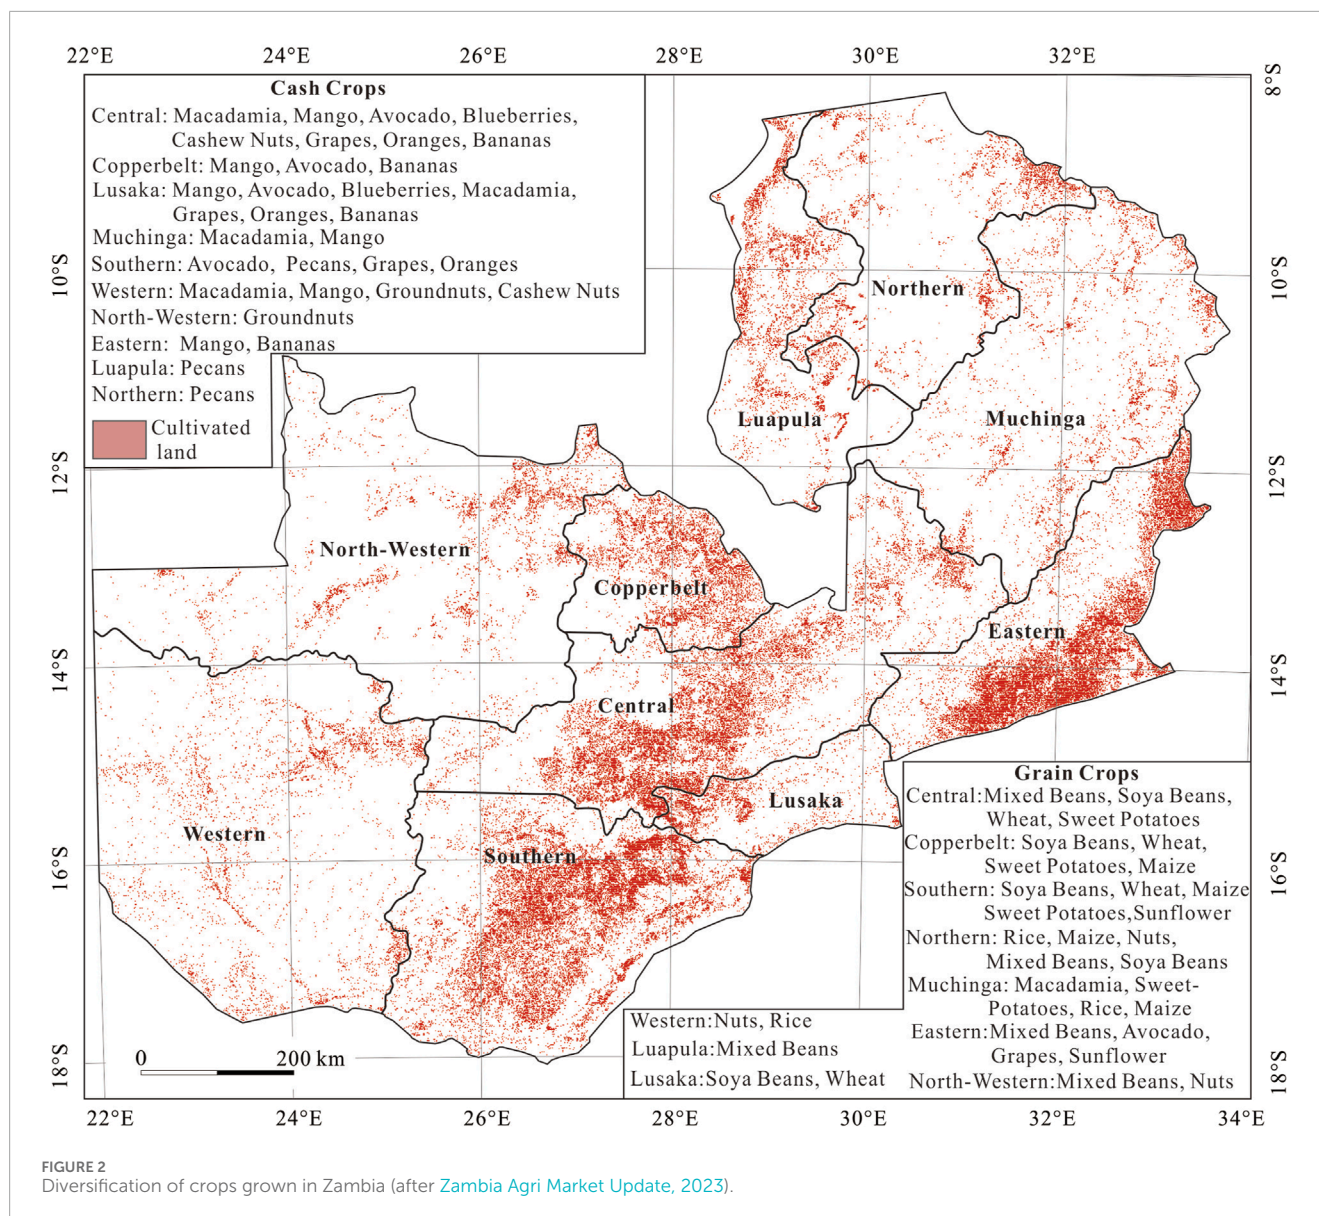 22°E 24°E 26°E 28°E 30°E 32°E
8°S
10°S
12°S
14°S
16°S
18°S
10°S
12°S
14°S
16°S
18°S
Cash Crops
Central: Macadamia, Mango, Avocado, Blueberries,
Cashew Nuts, Grapes, Oranges, Bananas
Copperbelt: Mango, Avocado, Bananas
Lusaka: Mango, Avocado, Blueberries, Macadamia,
Grapes, Oranges, Bananas
Muchinga: Macadamia, Mango
Southern: Avocado, Pecans, Grapes, Oranges
Western: Macadamia, Mango, Groundnuts, Cashew Nuts
North-Western: Groundnuts
Eastern: Mango, Bananas
Luapula: Pecans
Northern: Pecans
Cultivated
land
Northern
Luapula
Muchinga
North-Western
Copperbelt
Eastern
Central
Lusaka
Western
Southern
Grain Crops
Central:Mixed Beans, Soya Beans,
Wheat, Sweet Potatoes
Copperbelt: Soya Beans, Wheat,
Sweet Potatoes, Maize
Southern: Soya Beans, Wheat, Maize
Sweet Potatoes,Sunflower
Northern: Rice, Maize, Nuts,
Mixed Beans, Soya Beans
Muchinga: Macadamia, Sweet-
Potatoes, Rice, Maize
Eastern:Mixed Beans, Avocado,
Grapes, Sunflower
North-Western:Mixed Beans, Nuts
Western:Nuts, Rice
Luapula:Mixed Beans
Lusaka:Soya Beans, Wheat
0 200 km
22°E 24°E 26°E 28°E 30°E 32°E 34°E
FIGURE 2
Diversification of crops grown in Zambia (after Zambia Agri Market Update, 2023).